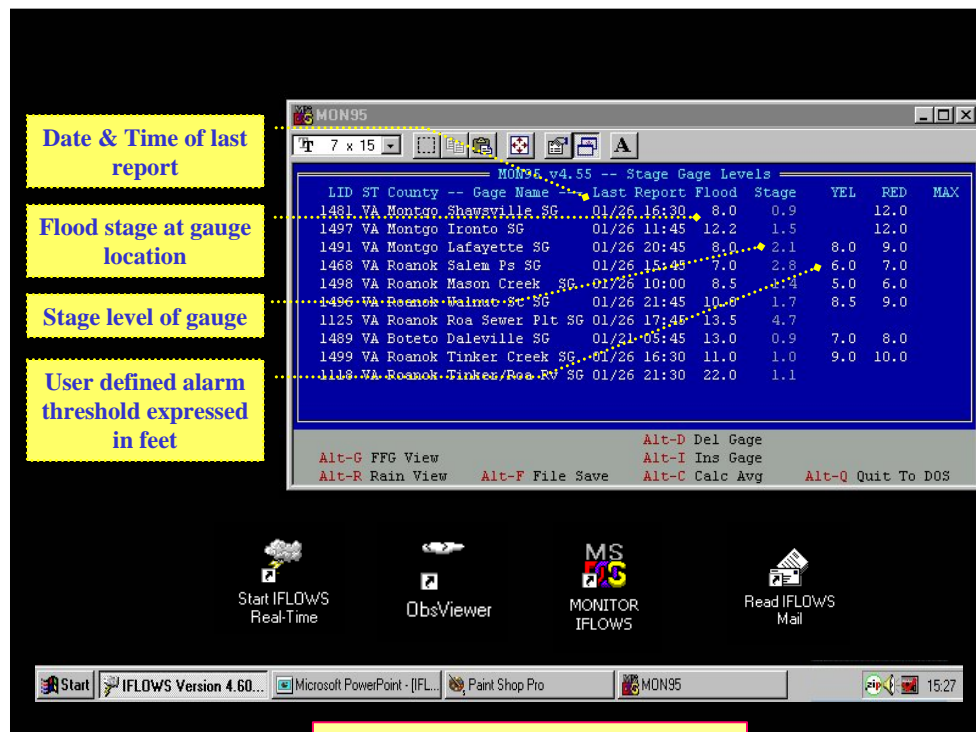 Date & Time of last
report
Flood stage at gauge
location
Stage level of gauge
User defined alarm
threshold expressed
in feet
MON95
7 x 15
A
MON95 v4.55 -- Stage Gage Levels
LID ST County -- Gage Name -- Last Report Flood Stage YEL RED MAX
1481 VA Montgo Shawsville SG 01/26 16:30 8.0 0.9 12.0
1497 VA Montgo Ironto SG 01/26 11:45 12.2 1.5 12.0
1491 VA Montgo Lafayette SG 01/26 20:45 8.0 2.1 8.0 9.0
1468 VA Roanok Salem Ps SG 01/26 15:45 7.0 2.8 6.0 7.0
1498 VA Roanok Mason Creek SG 01/26 10:00 8.5 1.4 5.0 6.0
1496 VA Roanok Walnut St SG 01/26 21:45 10.0 1.7 8.5 9.0
1125 VA Roanok Roa Sewer Plt SG 01/26 17:45 13.5 4.7
1489 VA Boteto Daleville SG 01/21 05:45 13.0 0.9 7.0 8.0
1499 VA Roanok Tinker Creek SG 01/26 16:30 11.0 1.0 9.0 10.0
1118 VA Roanok Tinker/Roa Rv SG 01/26 21:30 22.0 1.1
Alt-D Del Gage
Alt-G FFG View Alt-I Ins Gage
Alt-R Rain View Alt-F File Save Alt-C Calc Avg Alt-Q Quit To DOS
Start IFLOWS
Real-Time
ObsViewer
MS
DOS
MONITOR
IFLOWS
Read IFLOWS
Mail
Start IFLOWS Version 4.60... Microsoft PowerPoint - [IFL... Paint Shop Pro MON95 zip 15:27